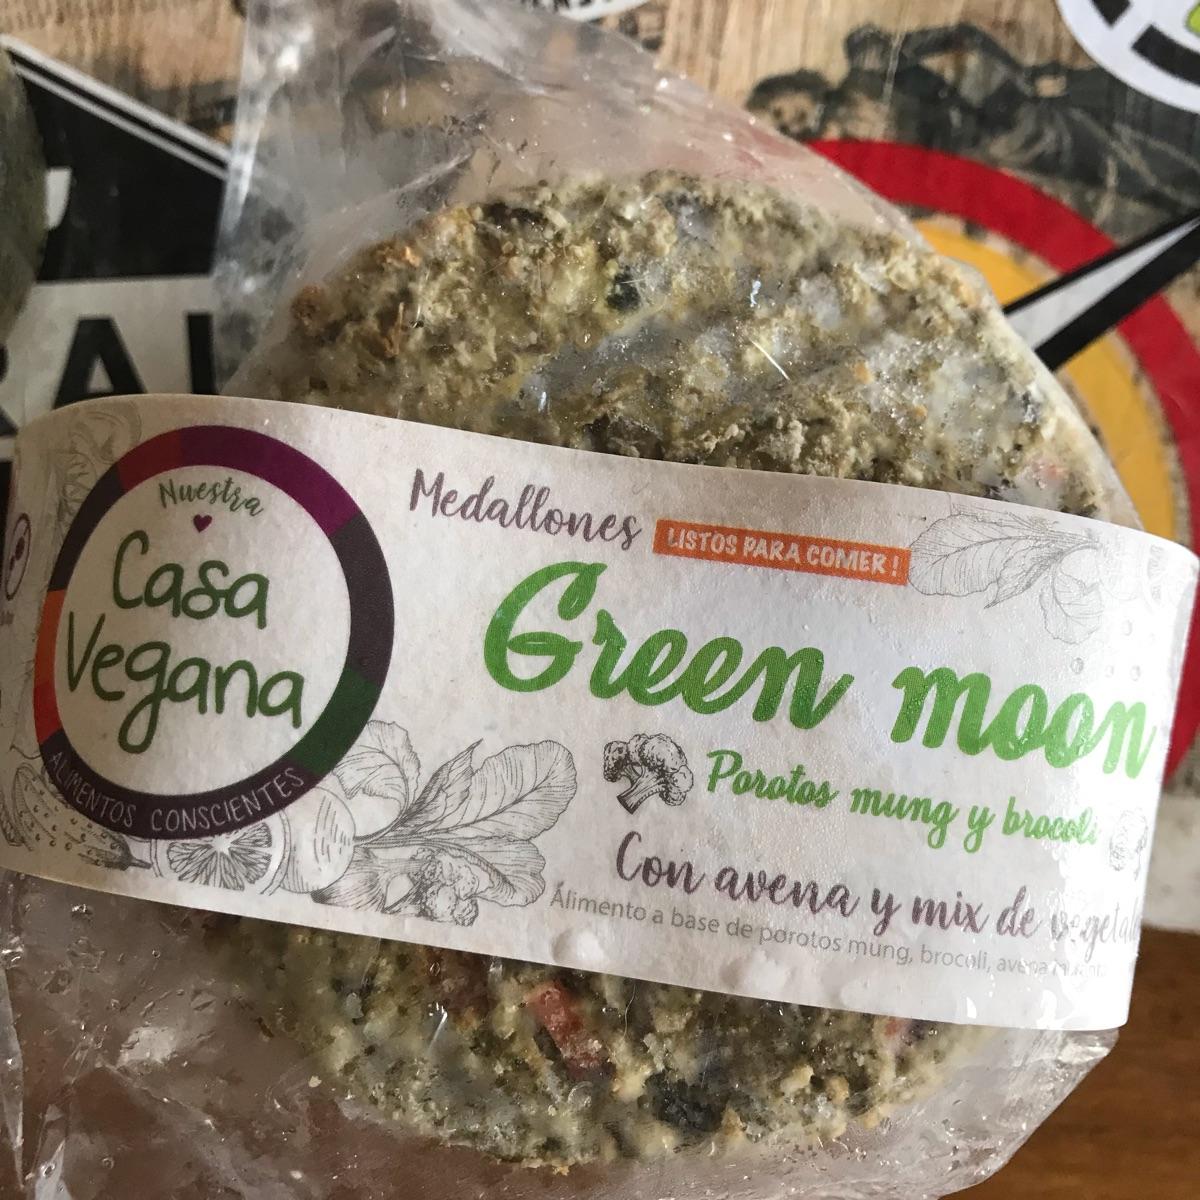 Nuestra
Casa
Vegana
ALIMENTOS CONSCIENTES
Medallones
LISTOS PARA COMER !
Green moon
Porotos mung y brocoli
Con avena y mix de
Alimento a base de porotos mung, brocoli, avena
RAL